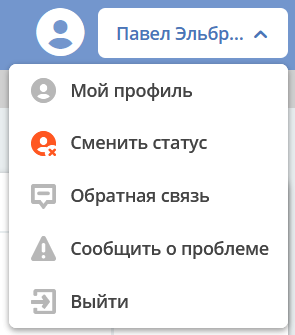 Павел Эльбр...
Мой профиль
Сменить статус
Обратная связь
Сообщить о проблеме
Выйти